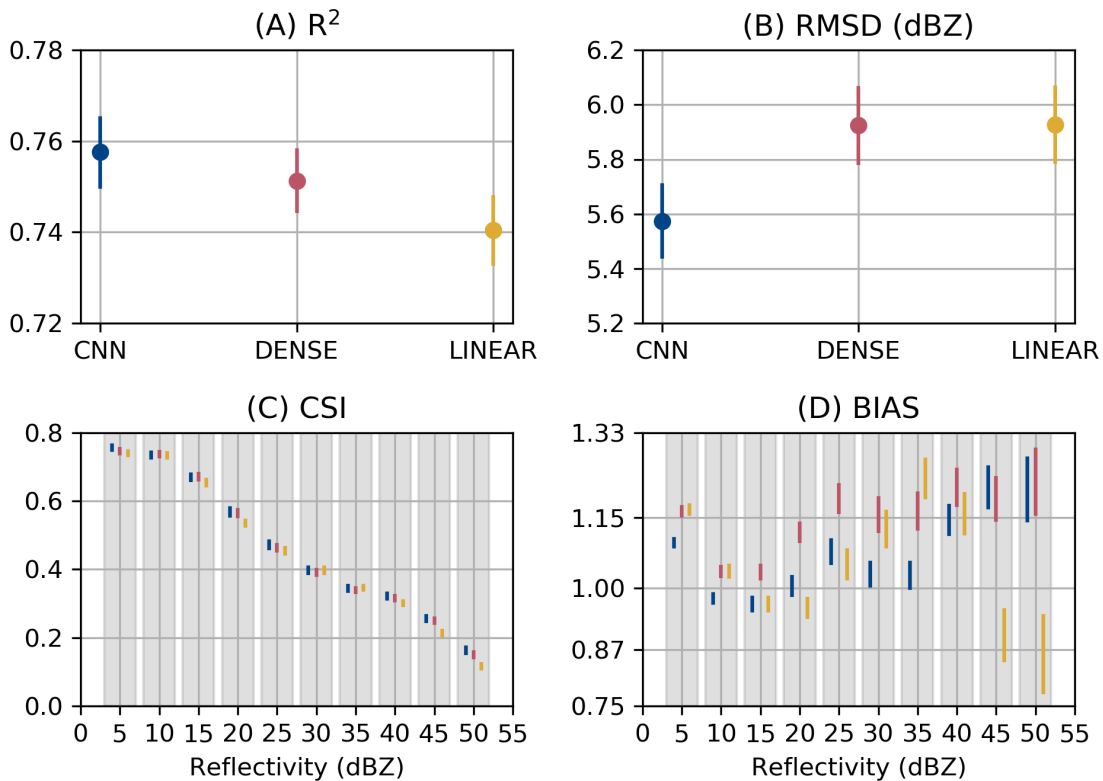 (A) R²
0.78
0.76
0.74
0.72
CNN DENSE LINEAR
(B) RMSD (dBZ)
6.2
6.0
5.8
5.6
5.4
5.2
CNN DENSE LINEAR
(C) CSI
0.8
0.6
0.4
0.2
0.0
0 5 10 15 20 25 30 35 40 45 50 55
Reflectivity (dBZ)
(D) BIAS
1.33
1.15
1.00
0.87
0.75
0 5 10 15 20 25 30 35 40 45 50 55
Reflectivity (dBZ)